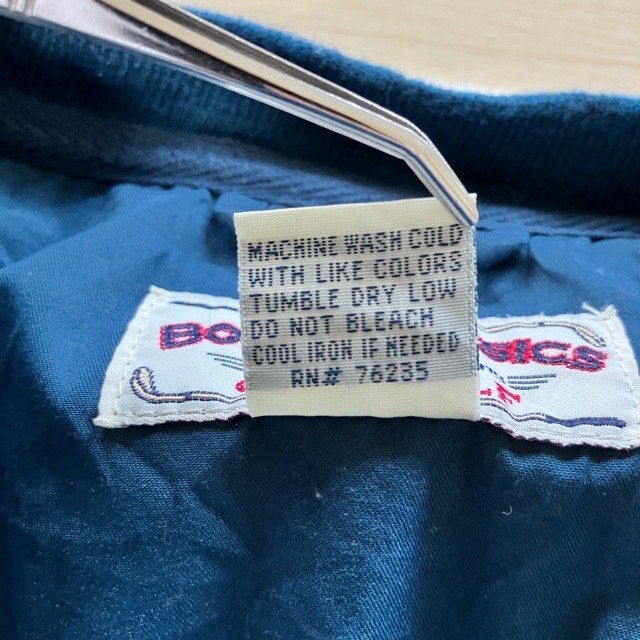 MACHINE WASH COLD
WITH LIKE COLORS
TUMBLE DRY LOW
DO NOT BLEACH
COOL IRON IF NEEDED
RN# 76235